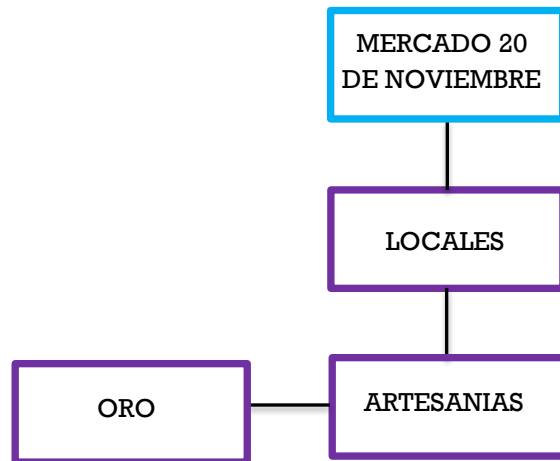 MERCADO 20
DE NOVIEMBRE
LOCALES
ORO
ARTESANIAS